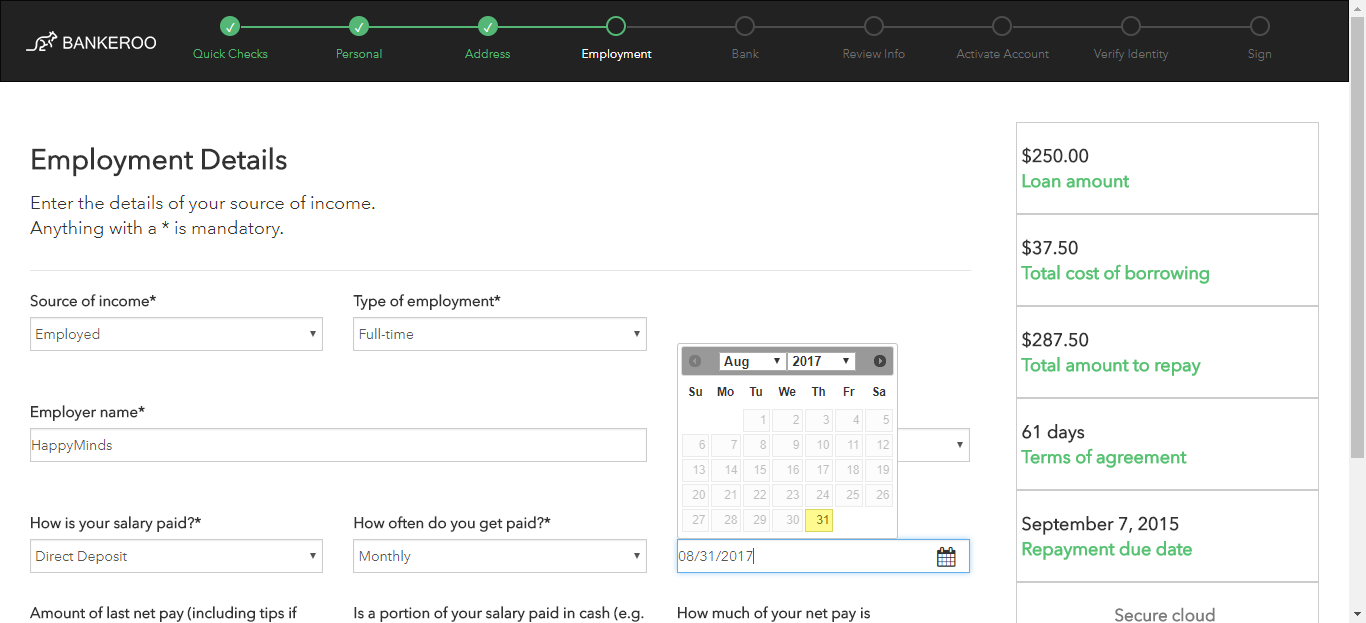 BANKEROO
Quick Checks
Personal
Address
Employment
Bank
Review Info
Activate Account
Verify Identity
Sign
Employment Details
Enter the details of your source of income.
Anything with a * is mandatory.
Source of income*
Type of employment*
Employed
Full-time
Employer name*
HappyMinds
How is your salary paid?*
How often do you get paid?*
Direct Deposit
Monthly
Aug 2017
Su Mo Tu We Th Fr Sa
1 2 3 4 5
6 7 8 9 10 11 12
13 14 15 16 17 18 19
20 21 22 23 24 25 26
27 28 29 30 31
08/31/2017
Amount of last net pay (including tips if
Is a portion of your salary paid in cash (e.g.
How much of your net pay is
$250.00
Loan amount
$37.50
Total cost of borrowing
$287.50
Total amount to repay
61 days
Terms of agreement
September 7, 2015
Repayment due date
Secure cloud